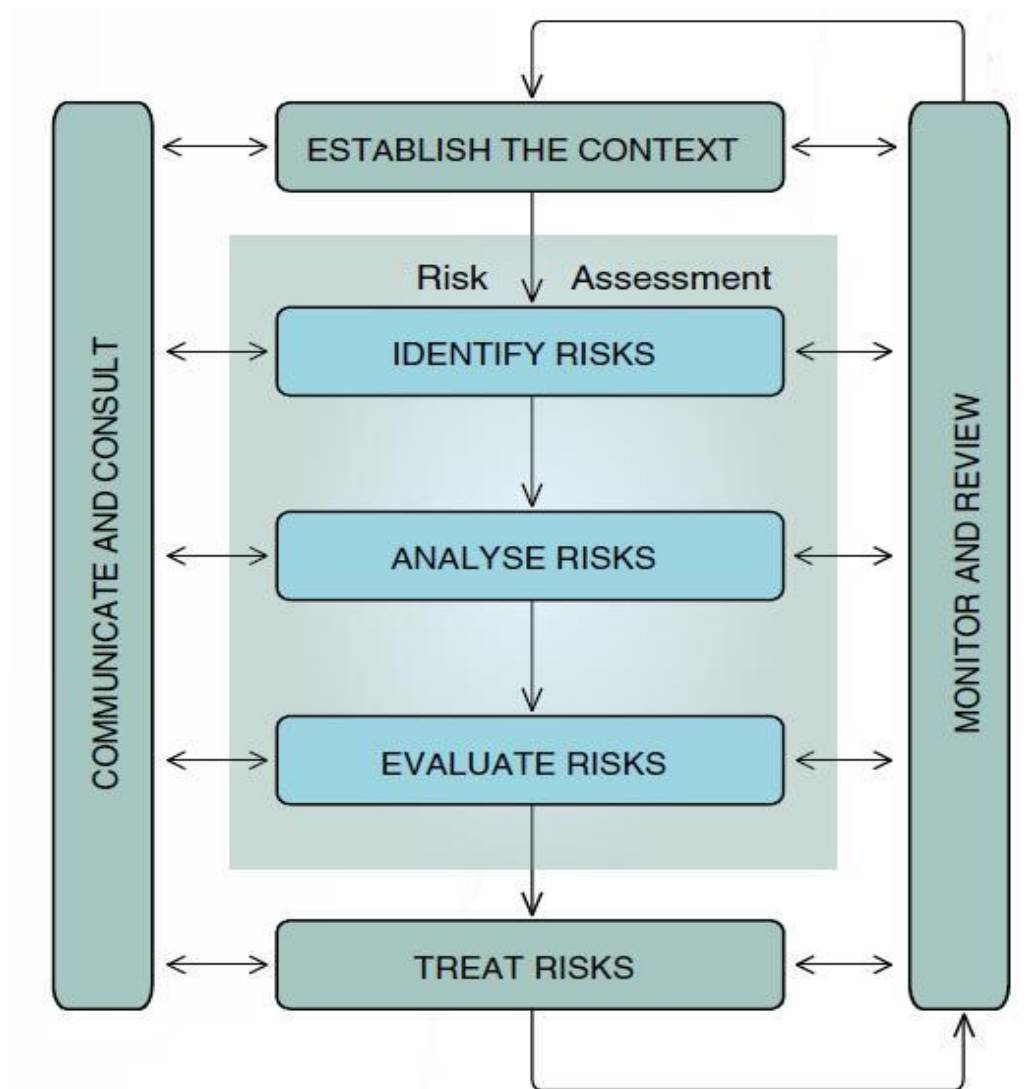 ESTABLISH THE CONTEXT
Risk Assessment
IDENTIFY RISKS
ANALYSE RISKS
EVALUATE RISKS
TREAT RISKS
COMMUNICATE AND CONSULT
MONITOR AND REVIEW